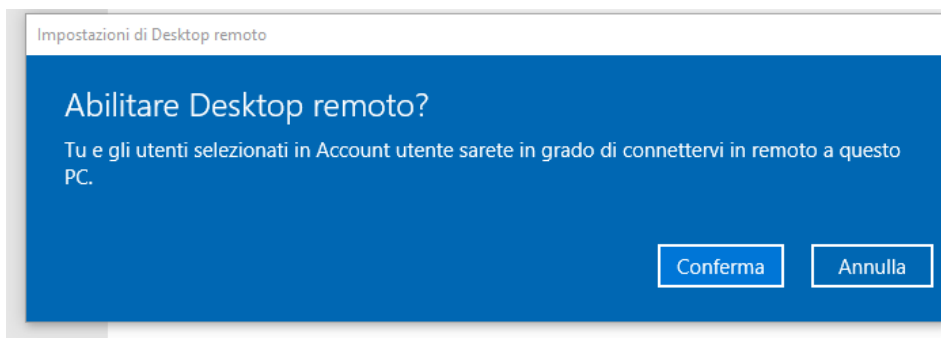 Impostazioni di Desktop remoto
Abilitare Desktop remoto?
Tu e gli utenti selezionati in Account utente sarete in grado di connettervi in remoto a questo
PC.
Conferma Annulla